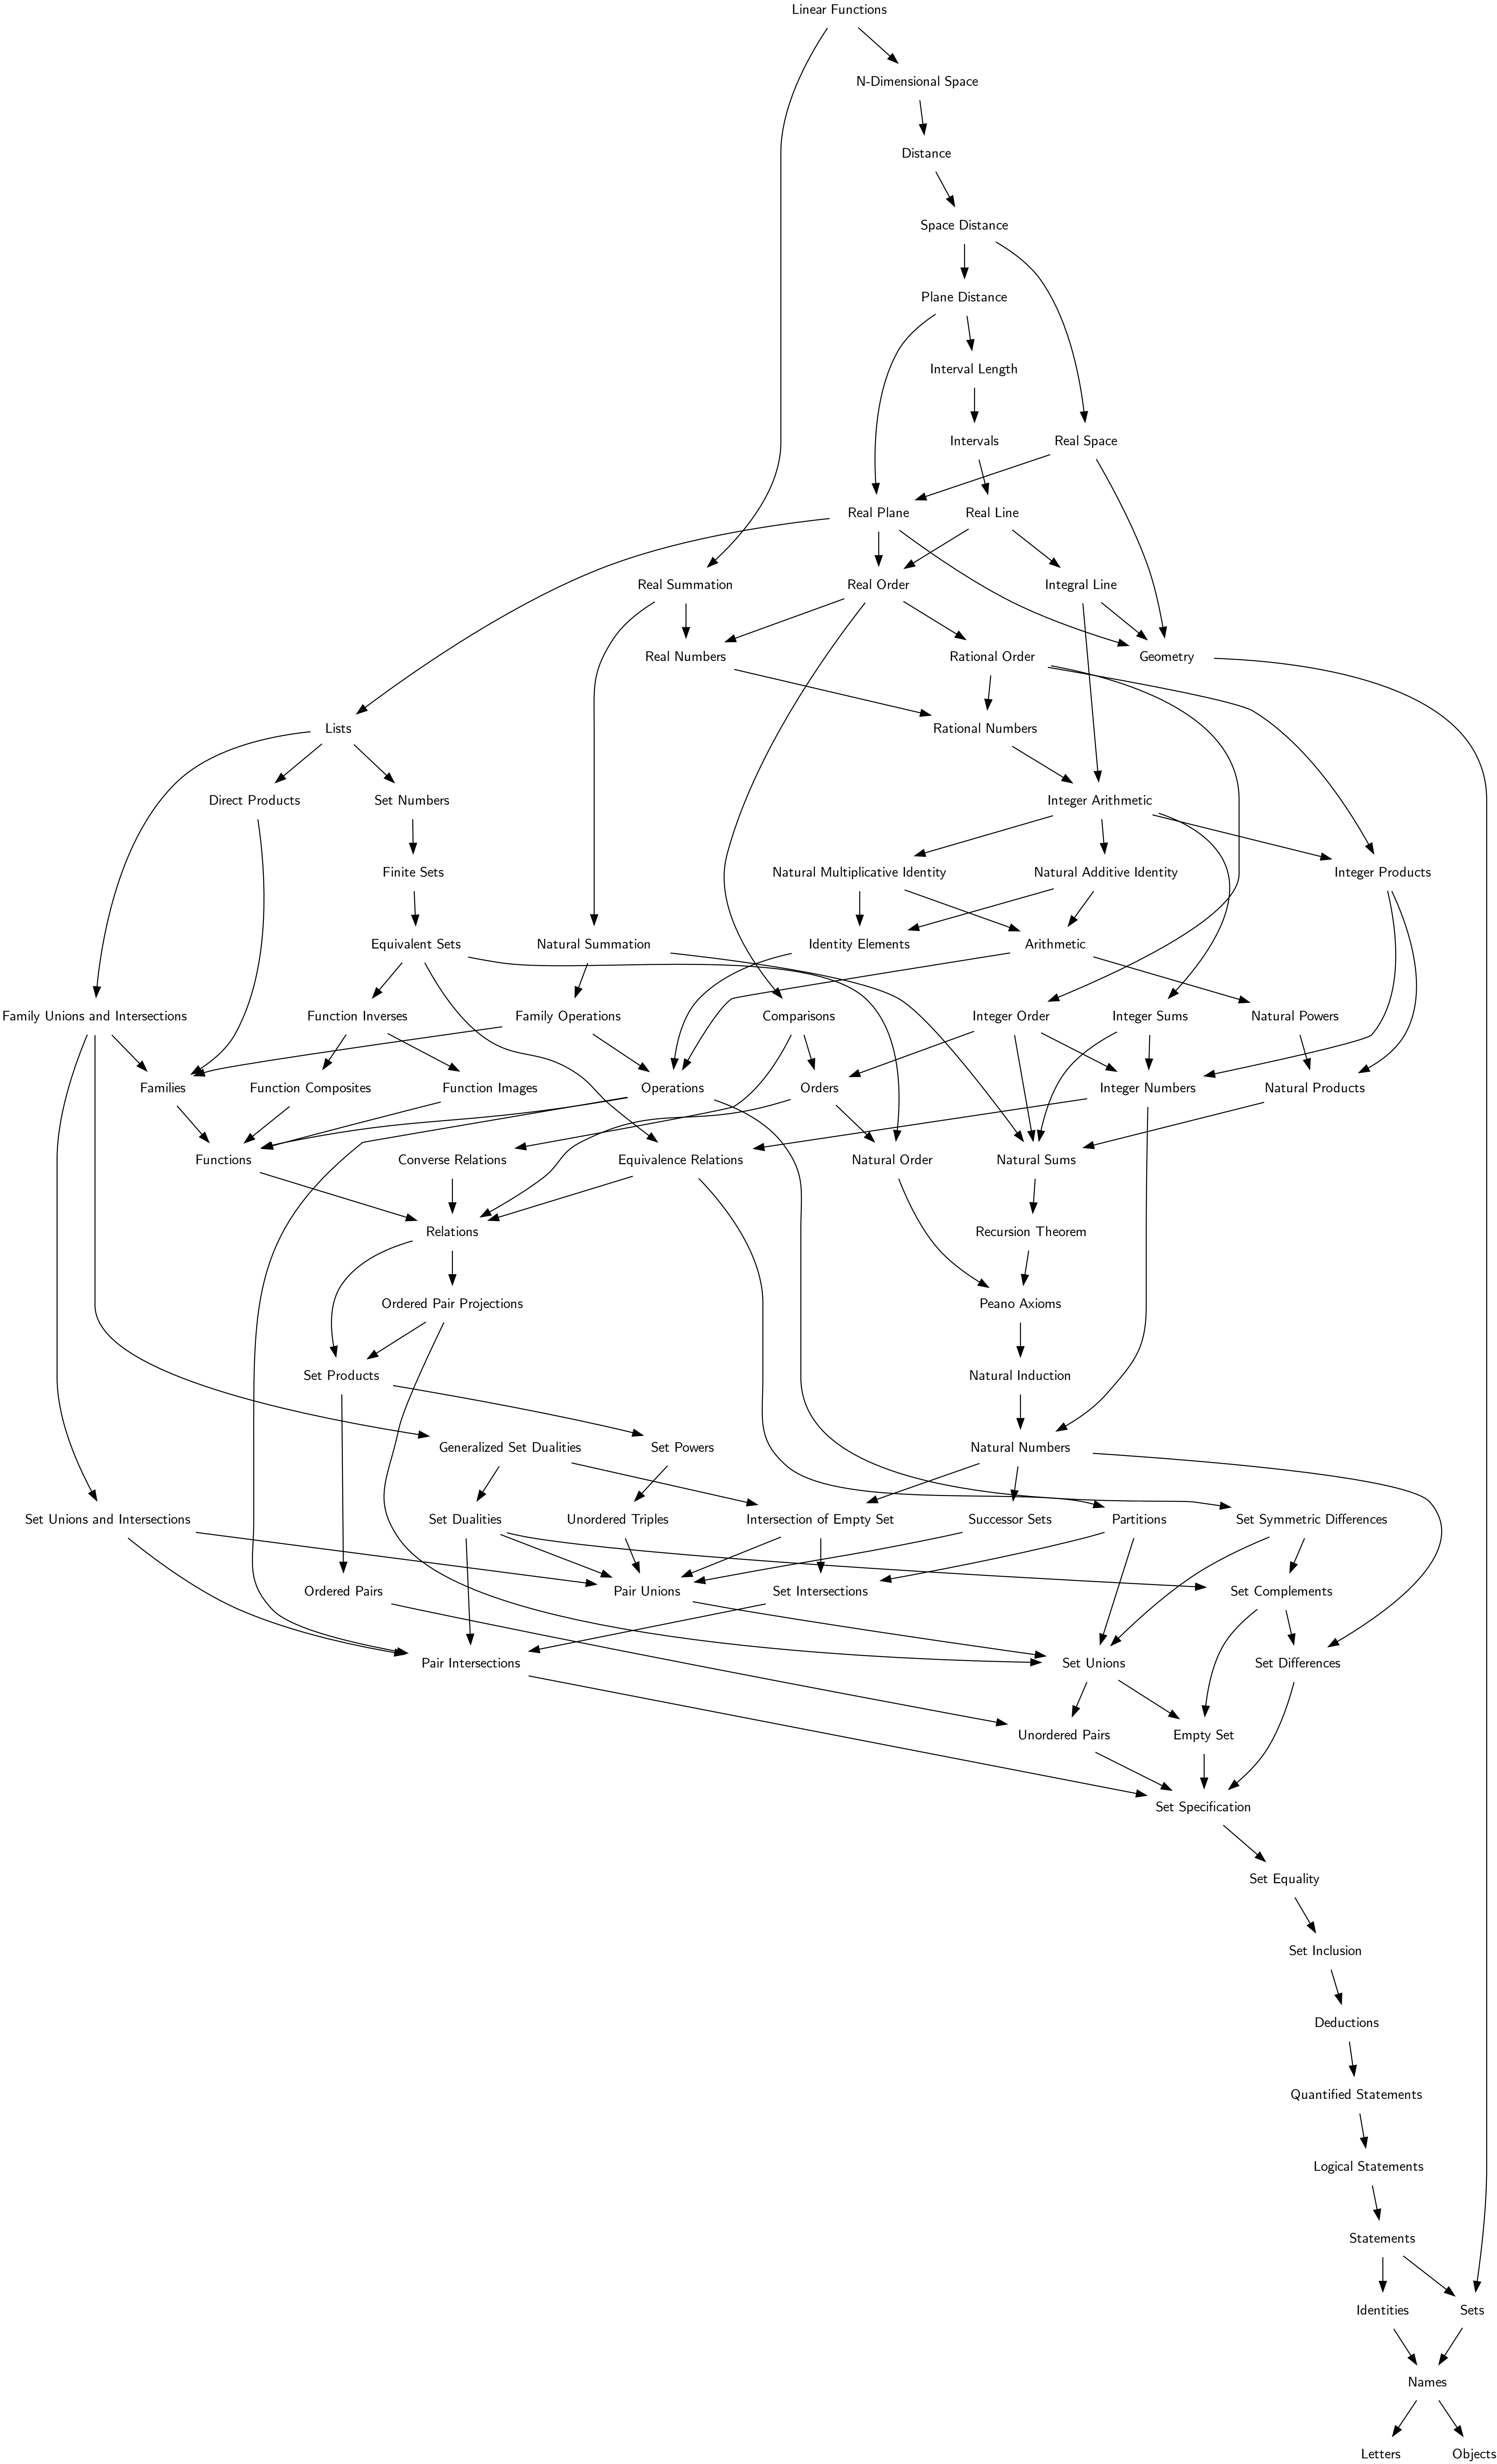 Linear Functions
N-Dimensional Space
Distance
Space Distance
Plane Distance
Interval Length
Intervals
Real Space
Real Plane
Real Line
Real Summation
Real Order
Integral Line
Real Numbers
Rational Order
Geometry
Lists
Rational Numbers
Direct Products
Set Numbers
Integer Arithmetic
Finite Sets
Natural Multiplicative Identity
Natural Additive Identity
Integer Products
Equivalent Sets
Natural Summation
Identity Elements
Arithmetic
Family Unions and Intersections
Function Inverses
Family Operations
Comparisons
Integer Order
Integer Sums
Natural Powers
Families
Function Composites
Function Images
Operations
Orders
Integer Numbers
Natural Products
Functions
Converse Relations
Equivalence Relations
Natural Order
Natural Sums
Relations
Recursion Theorem
Ordered Pair Projections
Peano Axioms
Set Products
Natural Induction
Generalized Set Dualities
Set Powers
Natural Numbers
Set Unions and Intersections
Set Dualities
Unordered Triples
Intersection of Empty Set
Successor Sets
Partitions
Set Symmetric Differences
Ordered Pairs
Pair Unions
Set Intersections
Set Complements
Pair Intersections
Set Unions
Set Differences
Unordered Pairs
Empty Set
Set Specification
Set Equality
Set Inclusion
Deductions
Quantified Statements
Logical Statements
Statements
Identities
Sets
Names
Letters
Objects